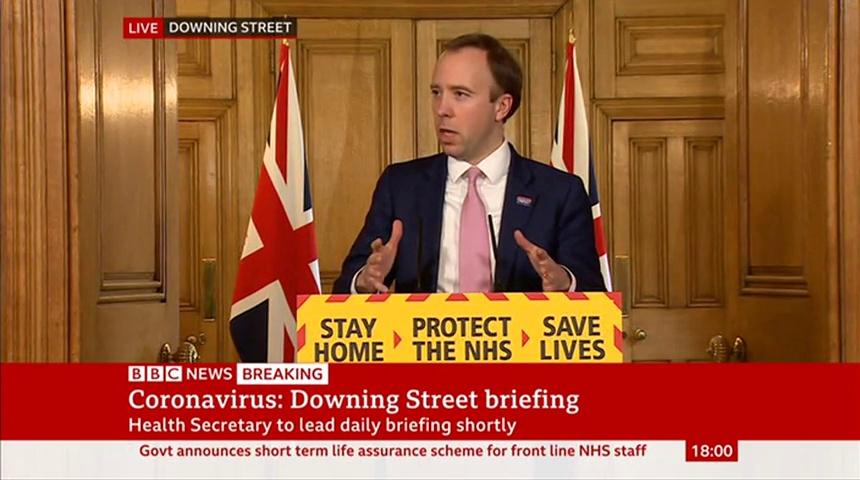 LIVE DOWNING STREET
STAY HOME
PROTECT THE NHS
SAVE LIVES
BBC NEWS BREAKING
Coronavirus: Downing Street briefing
Health Secretary to lead daily briefing shortly
Govt announces short term life assurance scheme for front line NHS staff 18:00